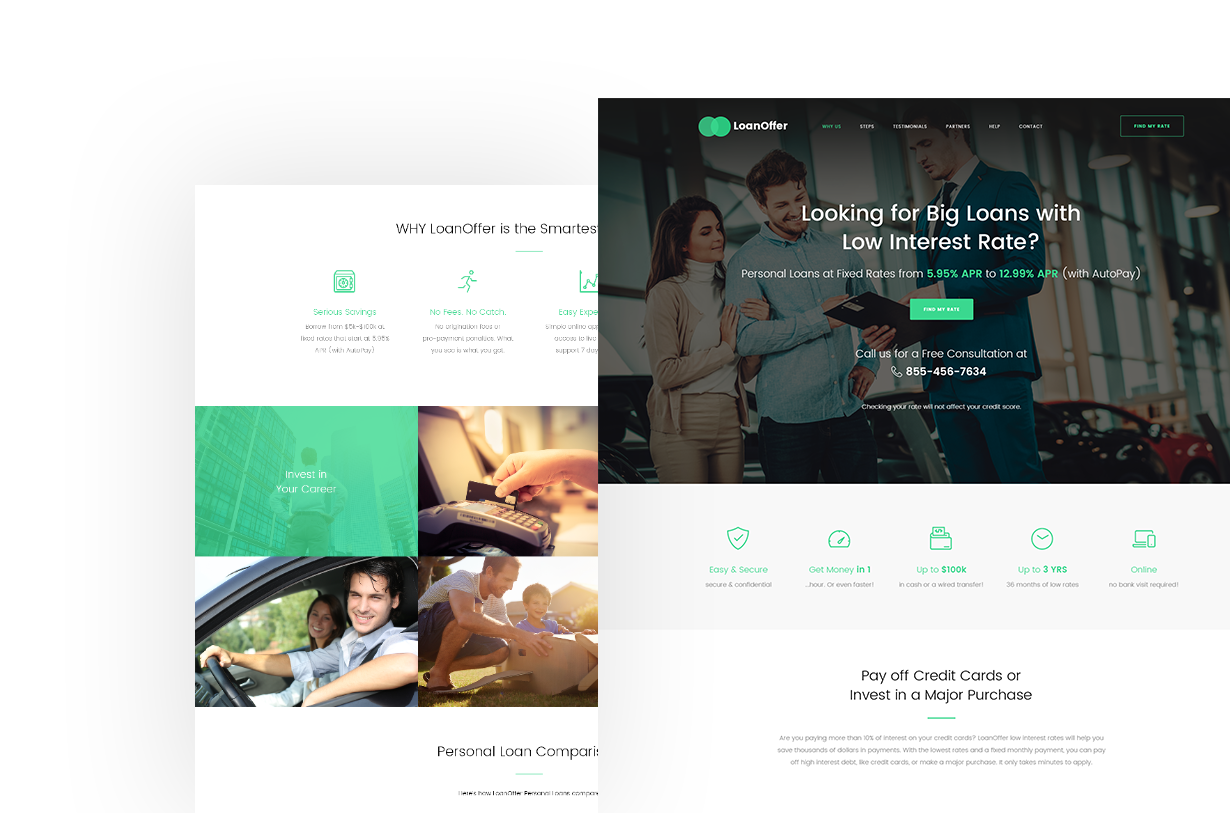 LoanOffer
WHY US
STEPS
TESTIMONIALS
PARTNERS
HELP
CONTACT
FIND MY RATE
Looking for Big Loans with
Low Interest Rate?
Personal Loans at Fixed Rates from 5.95% APR to 12.99% APR (with AutoPay)
FIND MY RATE
Call us for a Free Consultation at
855-456-7634
Checking your rate will not affect your credit score.
Easy & Secure
secure & confidential
Get Money in 1
...hour. Or even faster!
Up to $100k
in cash or a wired transfer!
Up to 3 YRS
36 months of low rates
Online
no bank visit required!
Pay off Credit Cards or
Invest in a Major Purchase
Are you paying more than 10% of interest on your credit cards? LoanOffer low interest rates will help you
save thousands of dollars in payments. With the lowest rates and a fixed monthly payment, you can pay
off high interest debt, like credit cards, or make a major purchase. It only takes minutes to apply.
WHY LoanOffer is the Smartest
Serious Savings
Borrow from $5k-$100k at
fixed rates that start at 5.95%
APR (with AutoPay)
No Fees. No Catch.
No origination fees or
pre-payment penalties. What
you see is what you get.
Easy Expe
Simple online app
access to live
support 7 day
Invest in
Your Career
Personal Loan Comparis
Here's how LoanOffer Personal Loans compare